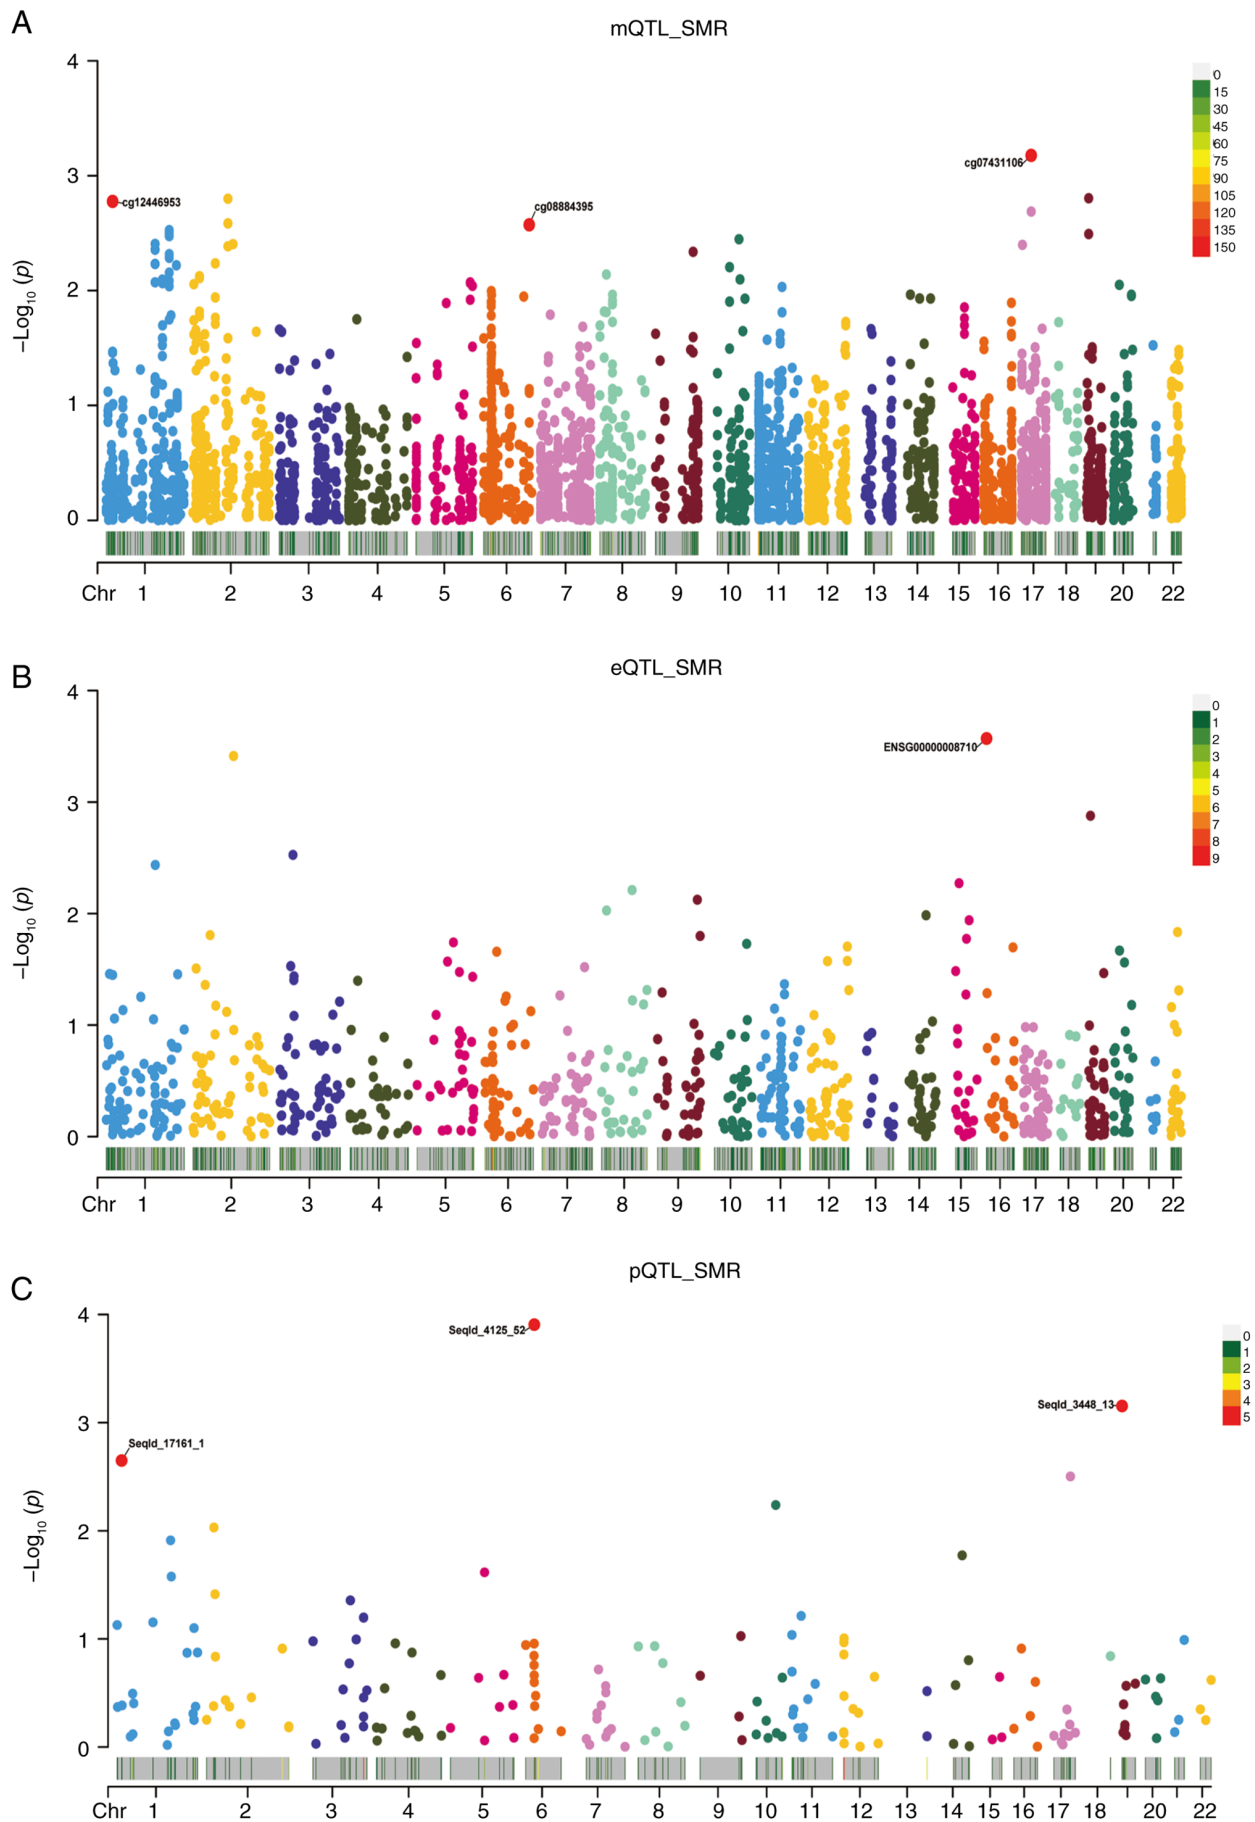 A
mQTL_SMR
4
3
2
1
0
−Log10 (p)
cg12446953
cg08884395
cg07431106
0
15
30
45
60
75
90
105
120
135
150
Chr 1 2 3 4 5 6 7 8 9 10 11 12 13 14 15 16 17 18 20 22
B
eQTL_SMR
4
3
2
1
0
−Log10 (p)
ENSG00000008710
0
1
2
3
4
5
6
7
8
9
Chr 1 2 3 4 5 6 7 8 9 10 11 12 13 14 15 16 17 18 20 22
C
pQTL_SMR
4
3
2
1
0
−Log10 (p)
SeqId_17161_1
SeqId_4125_52
SeqId_3448_13
0
1
2
3
4
5
Chr 1 2 3 4 5 6 7 8 9 10 11 12 13 14 15 16 17 18 20 22